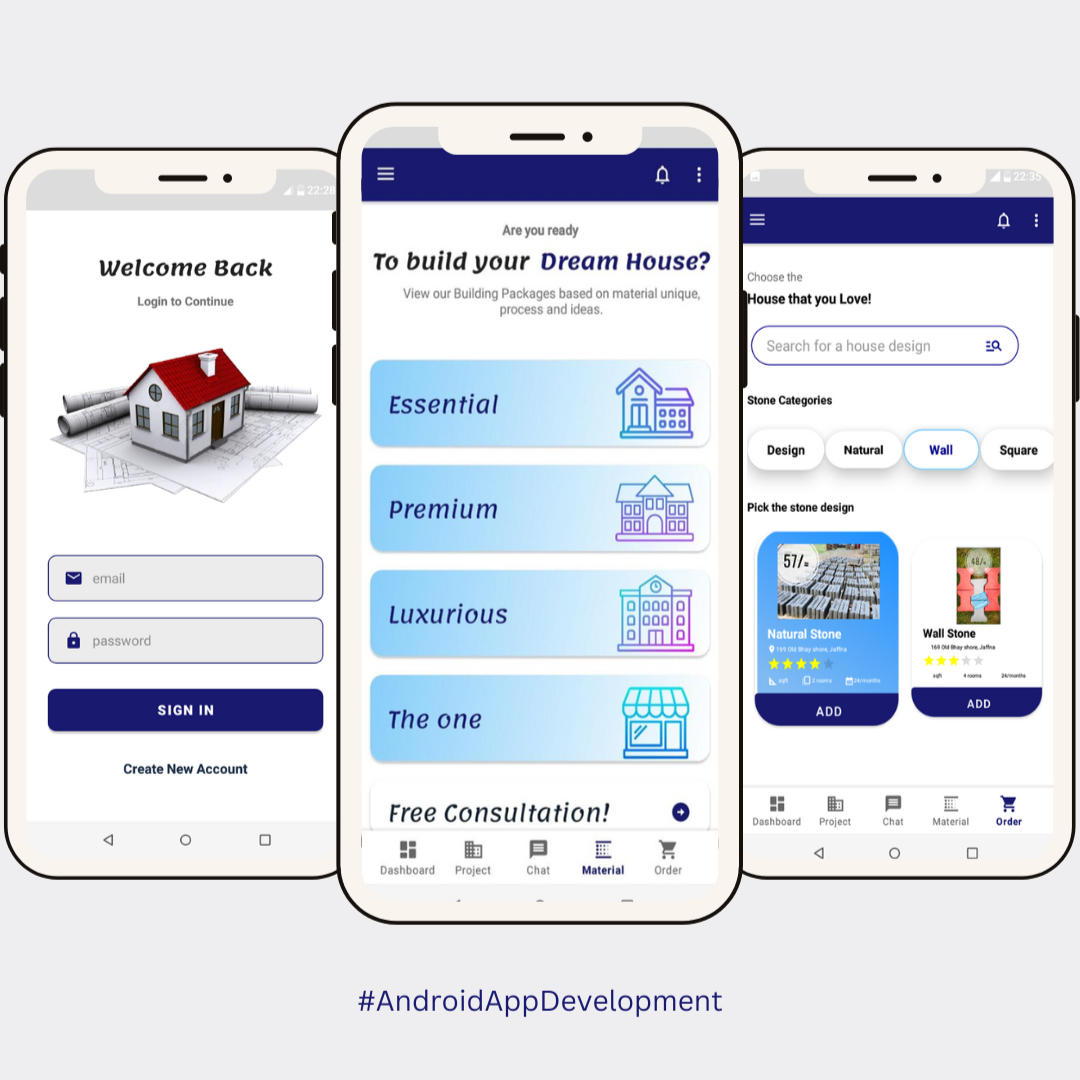 22:28
Welcome Back
Login to Continue
email
password
SIGN IN
Create New Account
Are you ready
To build your Dream House?
View our Building Packages based on material unique,
process and ideas.
Essential
Premium
Luxurious
The one
Free Consultation!
Dashboard Project Chat Material Order
22:35
Choose the
House that you Love!
Search for a house design
Stone Categories
Design Natural Wall Square
Pick the stone design
57/=
Natural Stone
169 Old Bhay shore, Jaffna
sqft 2 rooms 24/months
ADD
48/=
Wall Stone
169 Old Bhay shore, Jaffna
sqft 4 rooms 24/months
ADD
Dashboard Project Chat Material Order
#AndroidAppDevelopment